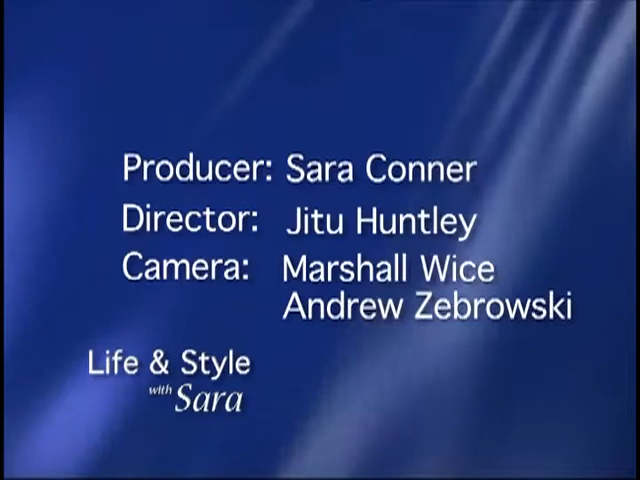 Producer: Sara Conner
Director: Jitu Huntley
Camera: Marshall Wice
Andrew Zebrowski
Life & Style
with Sara